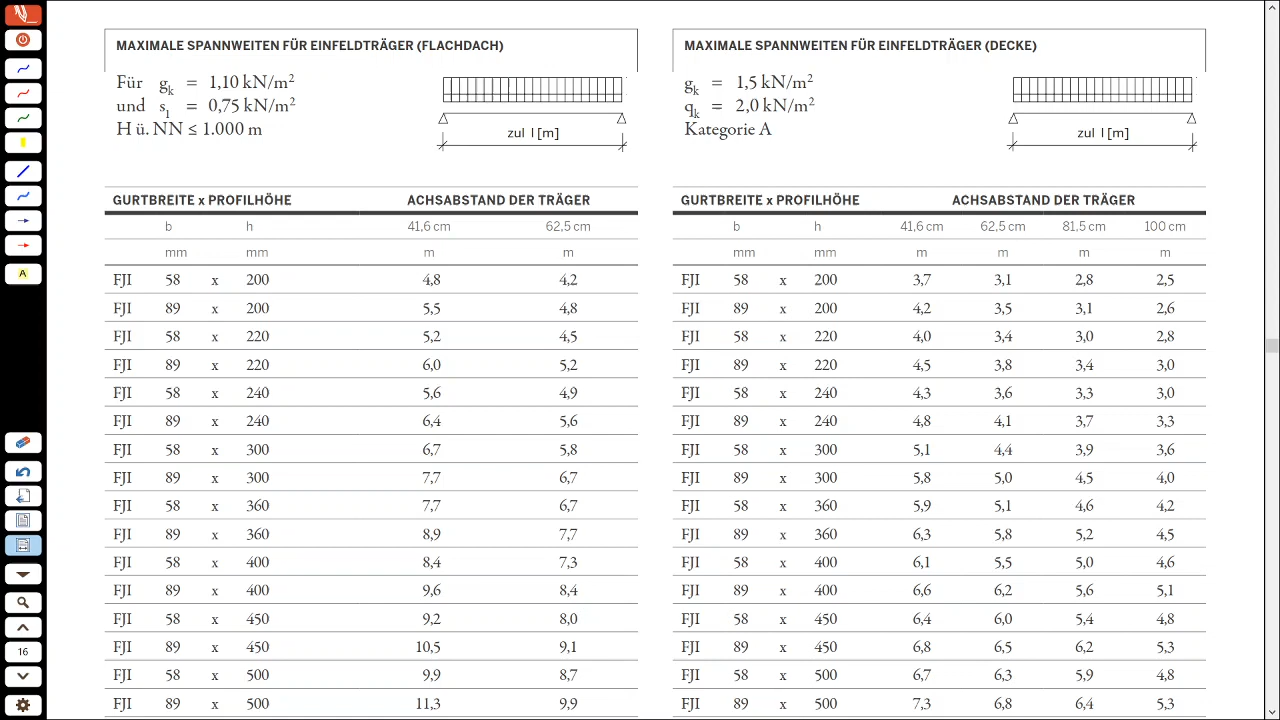 MAXIMALE SPANNWEITEN FÜR EINFELDTRÄGER (FLACHDACH)
Für gk = 1,10 kN/m²
und s1 = 0,75 kN/m²
H ü. NN ≤ 1.000 m
zul l [m]
GURTBREITE x PROFILHÖHE ACHSABSTAND DER TRÄGER
b h 41,6 cm 62,5 cm
mm mm m m
FJI 58 x 200 4,8 4,2
FJI 89 x 200 5,5 4,8
FJI 58 x 220 5,2 4,5
FJI 89 x 220 6,0 5,2
FJI 58 x 240 5,6 4,9
FJI 89 x 240 6,4 5,6
FJI 58 x 300 6,7 5,8
FJI 89 x 300 7,7 6,7
FJI 58 x 360 7,7 6,7
FJI 89 x 360 8,9 7,7
FJI 58 x 400 8,4 7,3
FJI 89 x 400 9,6 8,4
FJI 58 x 450 9,2 8,0
FJI 89 x 450 10,5 9,1
FJI 58 x 500 9,9 8,7
FJI 89 x 500 11,3 9,9
MAXIMALE SPANNWEITEN FÜR EINFELDTRÄGER (DECKE)
gk = 1,5 kN/m²
qk = 2,0 kN/m²
Kategorie A
zul l [m]
GURTBREITE x PROFILHÖHE ACHSABSTAND DER TRÄGER
b h 41,6 cm 62,5 cm 81,5 cm 100 cm
mm mm m m m m
FJI 58 x 200 3,7 3,1 2,8 2,5
FJI 89 x 200 4,2 3,5 3,1 2,6
FJI 58 x 220 4,0 3,4 3,0 2,8
FJI 89 x 220 4,5 3,8 3,4 3,0
FJI 58 x 240 4,3 3,6 3,3 3,0
FJI 89 x 240 4,8 4,1 3,7 3,3
FJI 58 x 300 5,1 4,4 3,9 3,6
FJI 89 x 300 5,8 5,0 4,5 4,0
FJI 58 x 360 5,9 5,1 4,6 4,2
FJI 89 x 360 6,3 5,8 5,2 4,5
FJI 58 x 400 6,1 5,5 5,0 4,6
FJI 89 x 400 6,6 6,2 5,6 5,1
FJI 58 x 450 6,4 6,0 5,4 4,8
FJI 89 x 450 6,8 6,5 6,2 5,3
FJI 58 x 500 6,7 6,3 5,9 4,8
FJI 89 x 500 7,3 6,8 6,4 5,3
A
16